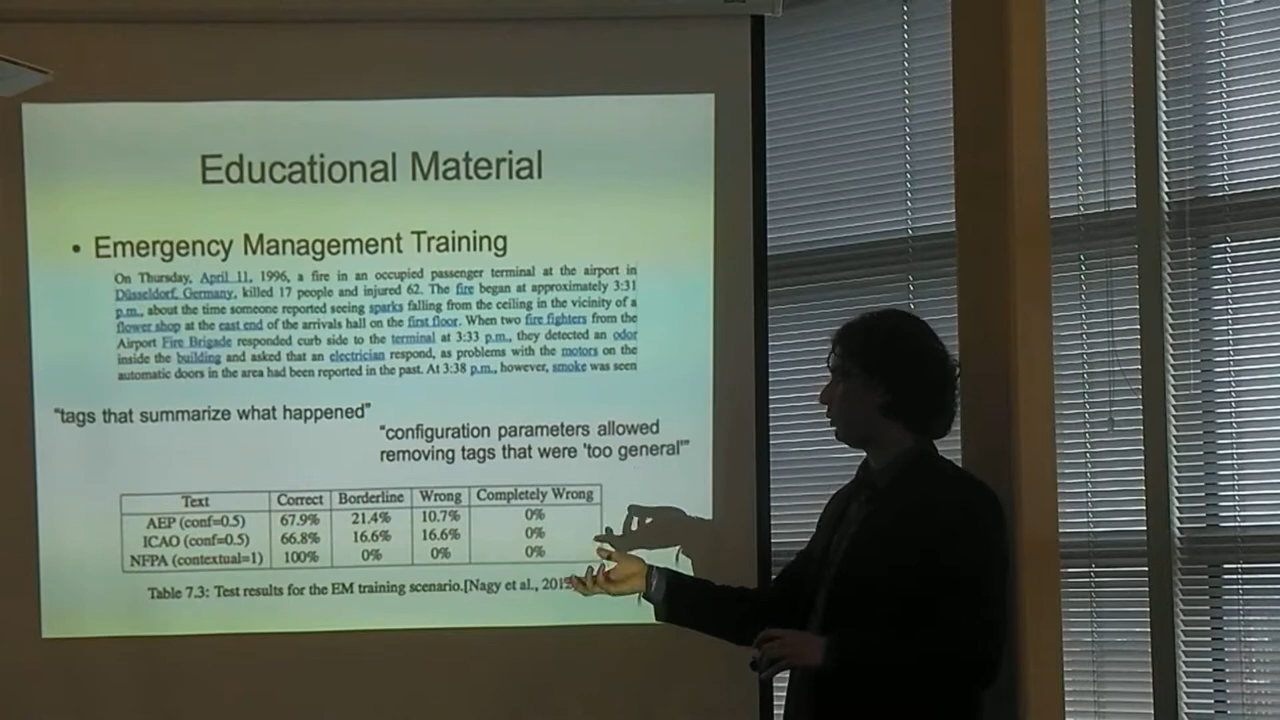 Educational Material
• Emergency Management Training
On Thursday, April 11, 1996, a fire in an occupied passenger terminal at the airport in
Düsseldorf, Germany, killed 17 people and injured 62. The fire began at approximately 3:31
p.m., about the time someone reported seeing sparks falling from the ceiling in the vicinity of a
flower shop at the east end of the arrivals hall on the first floor. When two fire fighters from the
Airport Fire Brigade responded curb side to the terminal at 3:33 p.m., they detected an odor
inside the building and asked that an electrician respond, as problems with the motors on the
automatic doors in the area had been reported in the past. At 3:38 p.m., however, smoke was seen
"tags that summarize what happened"
"configuration parameters allowed
removing tags that were 'too general'"
Text Correct Borderline Wrong Completely Wrong
AEP (conf=0.5) 67.9% 21.4% 10.7% 0%
ICAO (conf=0.5) 66.8% 16.6% 16.6% 0%
NFPA (contextual=1) 100% 0% 0% 0%
Table 7.3: Test results for the EM training scenario.[Nagy et al.,